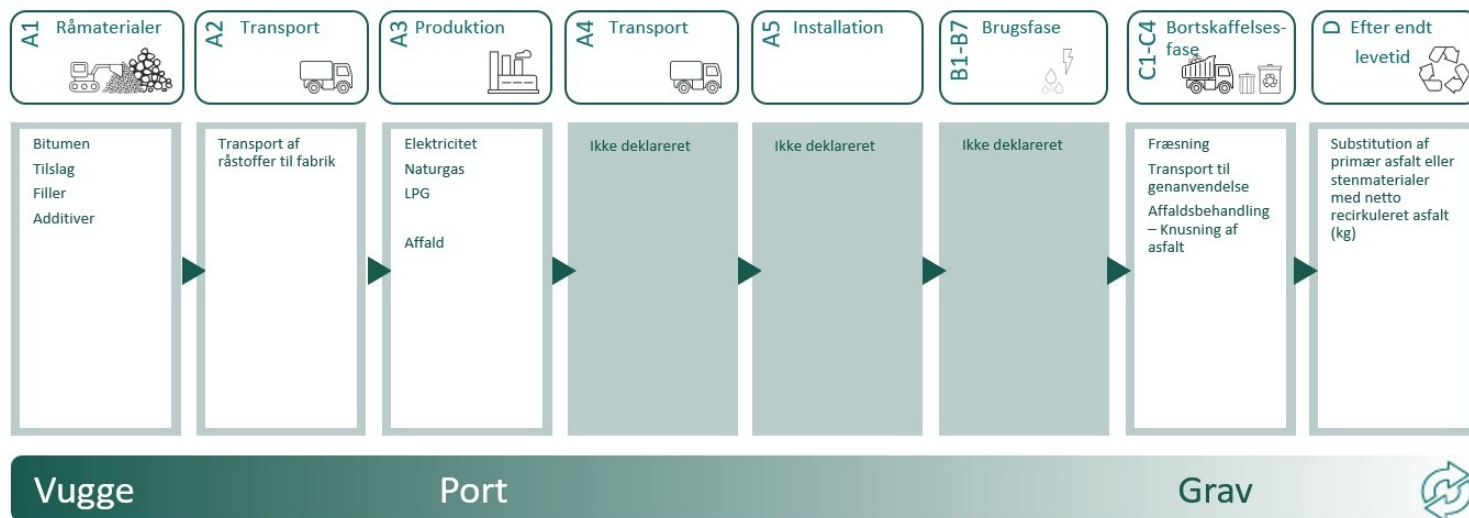 A1 Råmaterialer
A2 Transport
A3 Produktion
A4 Transport
A5 Installation
B1-B7 Brugsfase
C1-C4 Bortskaffelses-
fase
D Efter endt
levetid
Bitumen
Tilslag
Filler
Additiver
Transport af
råstoffer til fabrik
Elektricitet
Naturgas
LPG
Affald
Ikke deklareret
Ikke deklareret
Ikke deklareret
Fræsning
Transport til
genanvendelse
Affaldsbehandling
– Knusning af
asfalt
Substitution af
primær asfalt eller
stenmaterialer
med netto
recirkuleret asfalt
(kg)
Vugge
Port
Grav